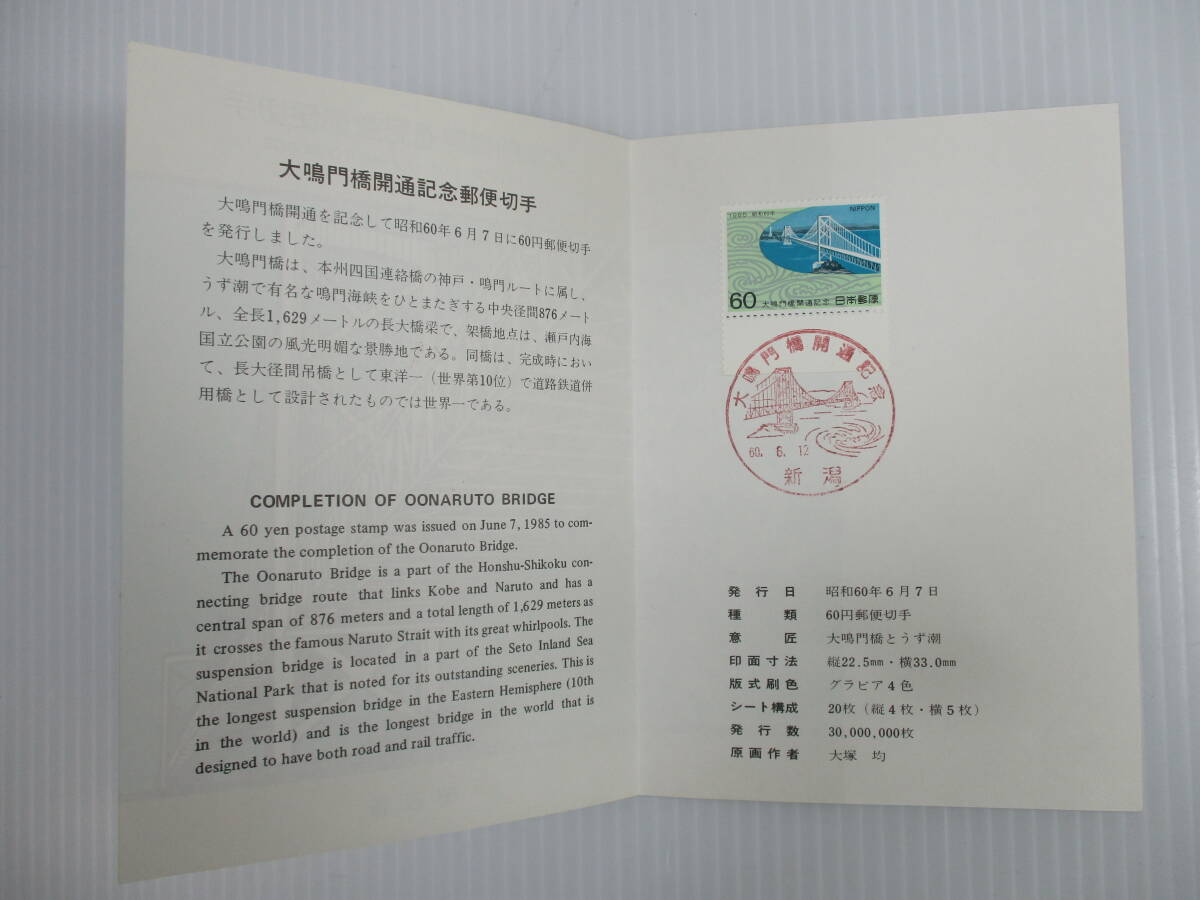 大鳴門橋開通記念郵便切手
大鳴門橋開通を記念して昭和60年6月7日に60円郵便切手
を発行しました。
大鳴門橋は、本州四国連絡橋の神戸・鳴門ルートに属し、
うず潮で有名な鳴門海峡をひとまたぎする中央径間876メート
ル、全長1,629メートルの長大橋梁で、架橋地点は、瀬戸内海
国立公園の風光明媚な景勝地である。同橋は、完成時におい
て、長大径間吊橋として東洋一（世界第10位）で道路鉄道併
用橋として設計されたものでは世界一である。
COMPLETION OF OONARUTO BRIDGE
A 60 yen postage stamp was issued on June 7, 1985 to com-
memorate the completion of the Oonaruto Bridge.
The Oonaruto Bridge is a part of the Honshu-Shikoku con-
necting bridge route that links Kobe and Naruto and has a
central span of 876 meters and a total length of 1,629 meters as
it crosses the famous Naruto Strait with its great whirlpools. The
suspension bridge is located in a part of the Seto Inland Sea
National Park that is noted for its outstanding sceneries. This is
the longest suspension bridge in the Eastern Hemisphere (10th
in the world) and is the longest bridge in the world that is
designed to have both road and rail traffic.
1985 昭和60年 NIPPON
60 大鳴門橋開通記念 日本郵便
大鳴門橋開通記念
60. 6. 12
新潟
発行日 昭和60年6月7日
種類 60円郵便切手
意匠 大鳴門橋とうず潮
印面寸法 縦22.5mm・横33.0mm
版式刷色 グラビア4色
シート構成 20枚（縦4枚・横5枚）
発行数 30,000,000枚
原画作者 大塚 均